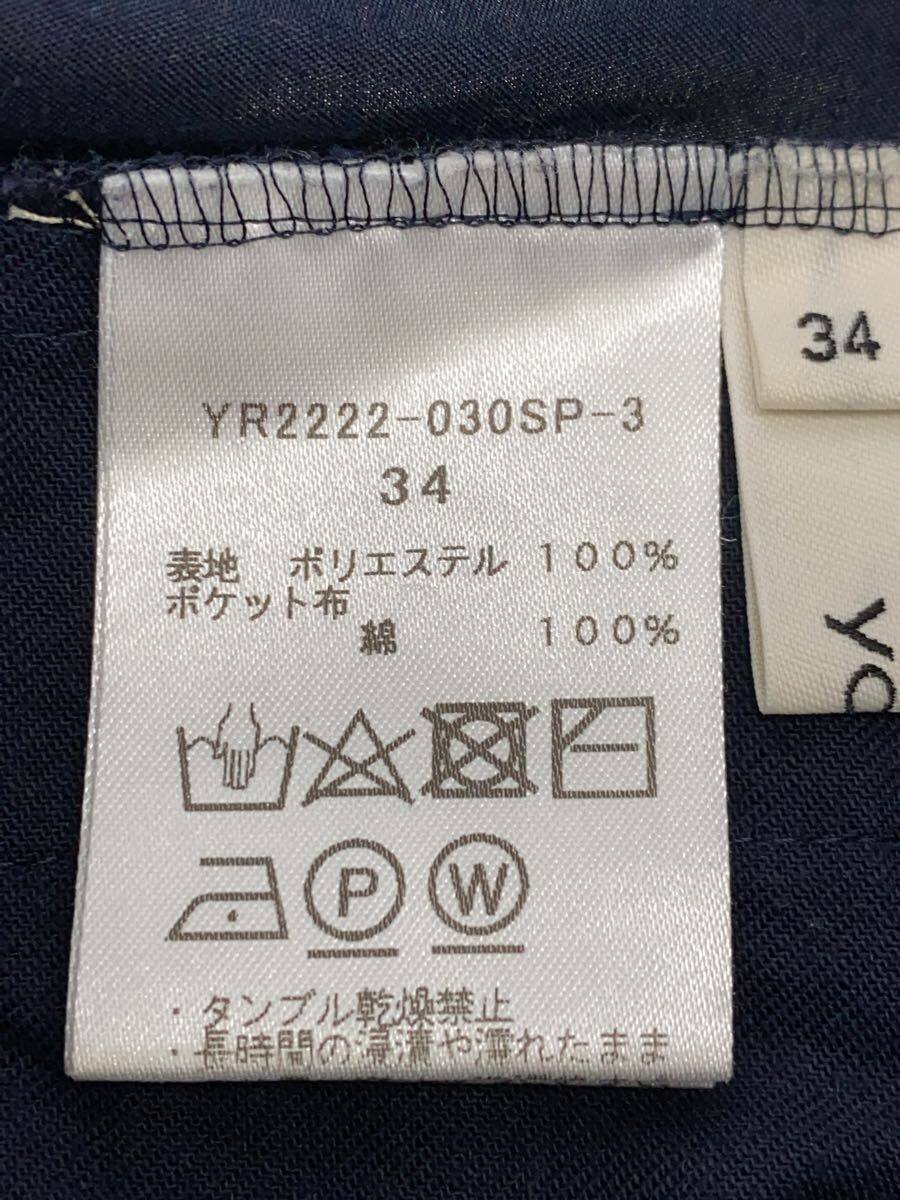 YR2222-030SP-3
34
表地 ポリエステル 100%
ポケット布
綿 100%
P W
・タンブル乾燥禁止
・長時間の浸漬や濡れたまま
34